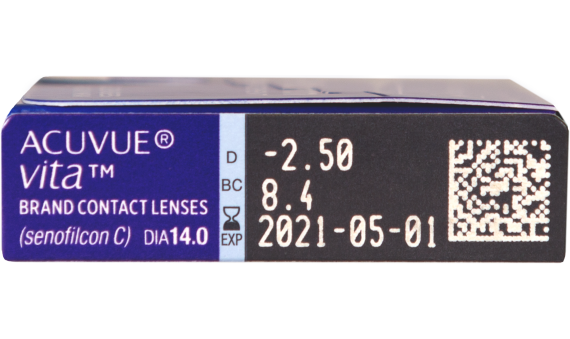 ACUVUE®
vita™
BRAND CONTACT LENSES
(senofilcon C) DIA14.0
D -2.50
BC 8.4
EXP 2021-05-01